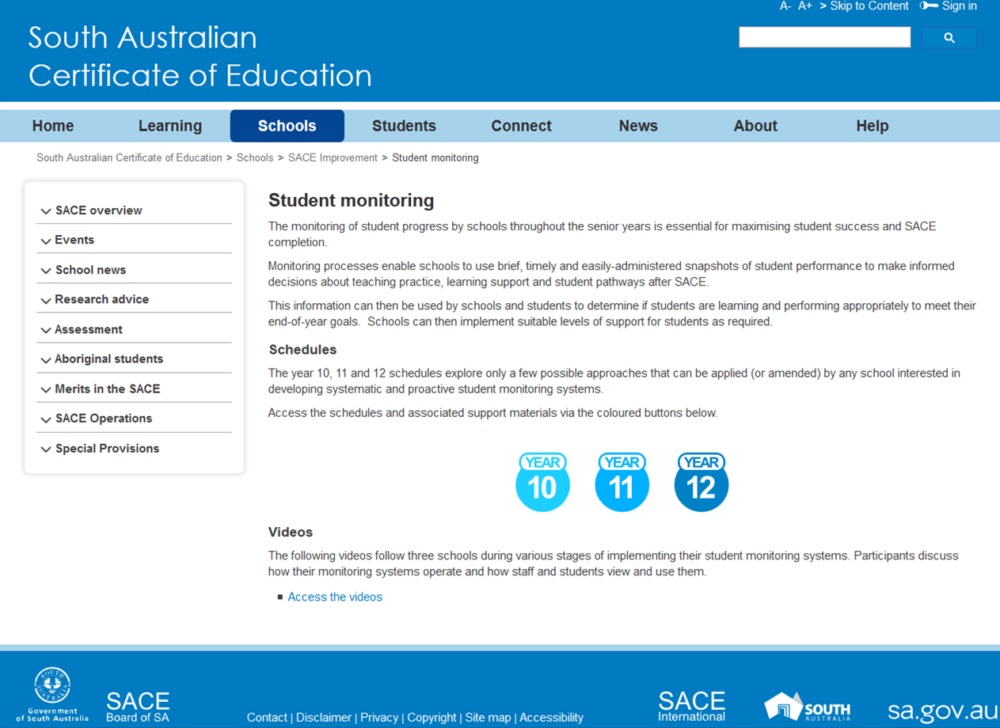 A- A+ > Skip to Content Sign in
South Australian
Certificate of Education
Home Learning Schools Students Connect News About Help
South Australian Certificate of Education > Schools > SACE Improvement > Student monitoring
SACE overview
Events
School news
Research advice
Assessment
Aboriginal students
Merits in the SACE
SACE Operations
Special Provisions
Student monitoring
The monitoring of student progress by schools throughout the senior years is essential for maximising student success and SACE
completion.
Monitoring processes enable schools to use brief, timely and easily-administered snapshots of student performance to make informed
decisions about teaching practice, learning support and student pathways after SACE.
This information can then be used by schools and students to determine if students are learning and performing appropriately to meet their
end-of-year goals.  Schools can then implement suitable levels of support for students as required.
Schedules
The year 10, 11 and 12 schedules explore only a few possible approaches that can be applied (or amended) by any school interested in
developing systematic and proactive student monitoring systems.
Access the schedules and associated support materials via the coloured buttons below.
YEAR YEAR YEAR
10 11 12
Videos
The following videos follow three schools during various stages of implementing their student monitoring systems. Participants discuss
how their monitoring systems operate and how staff and students view and use them.
Access the videos
SOUTH
AUSTRALIA
Government
of South Australia
SACE
Board of SA
Contact | Disclaimer | Privacy | Copyright | Site map | Accessibility
SACE
International
SOUTH
AUSTRALIA
sa.gov.au